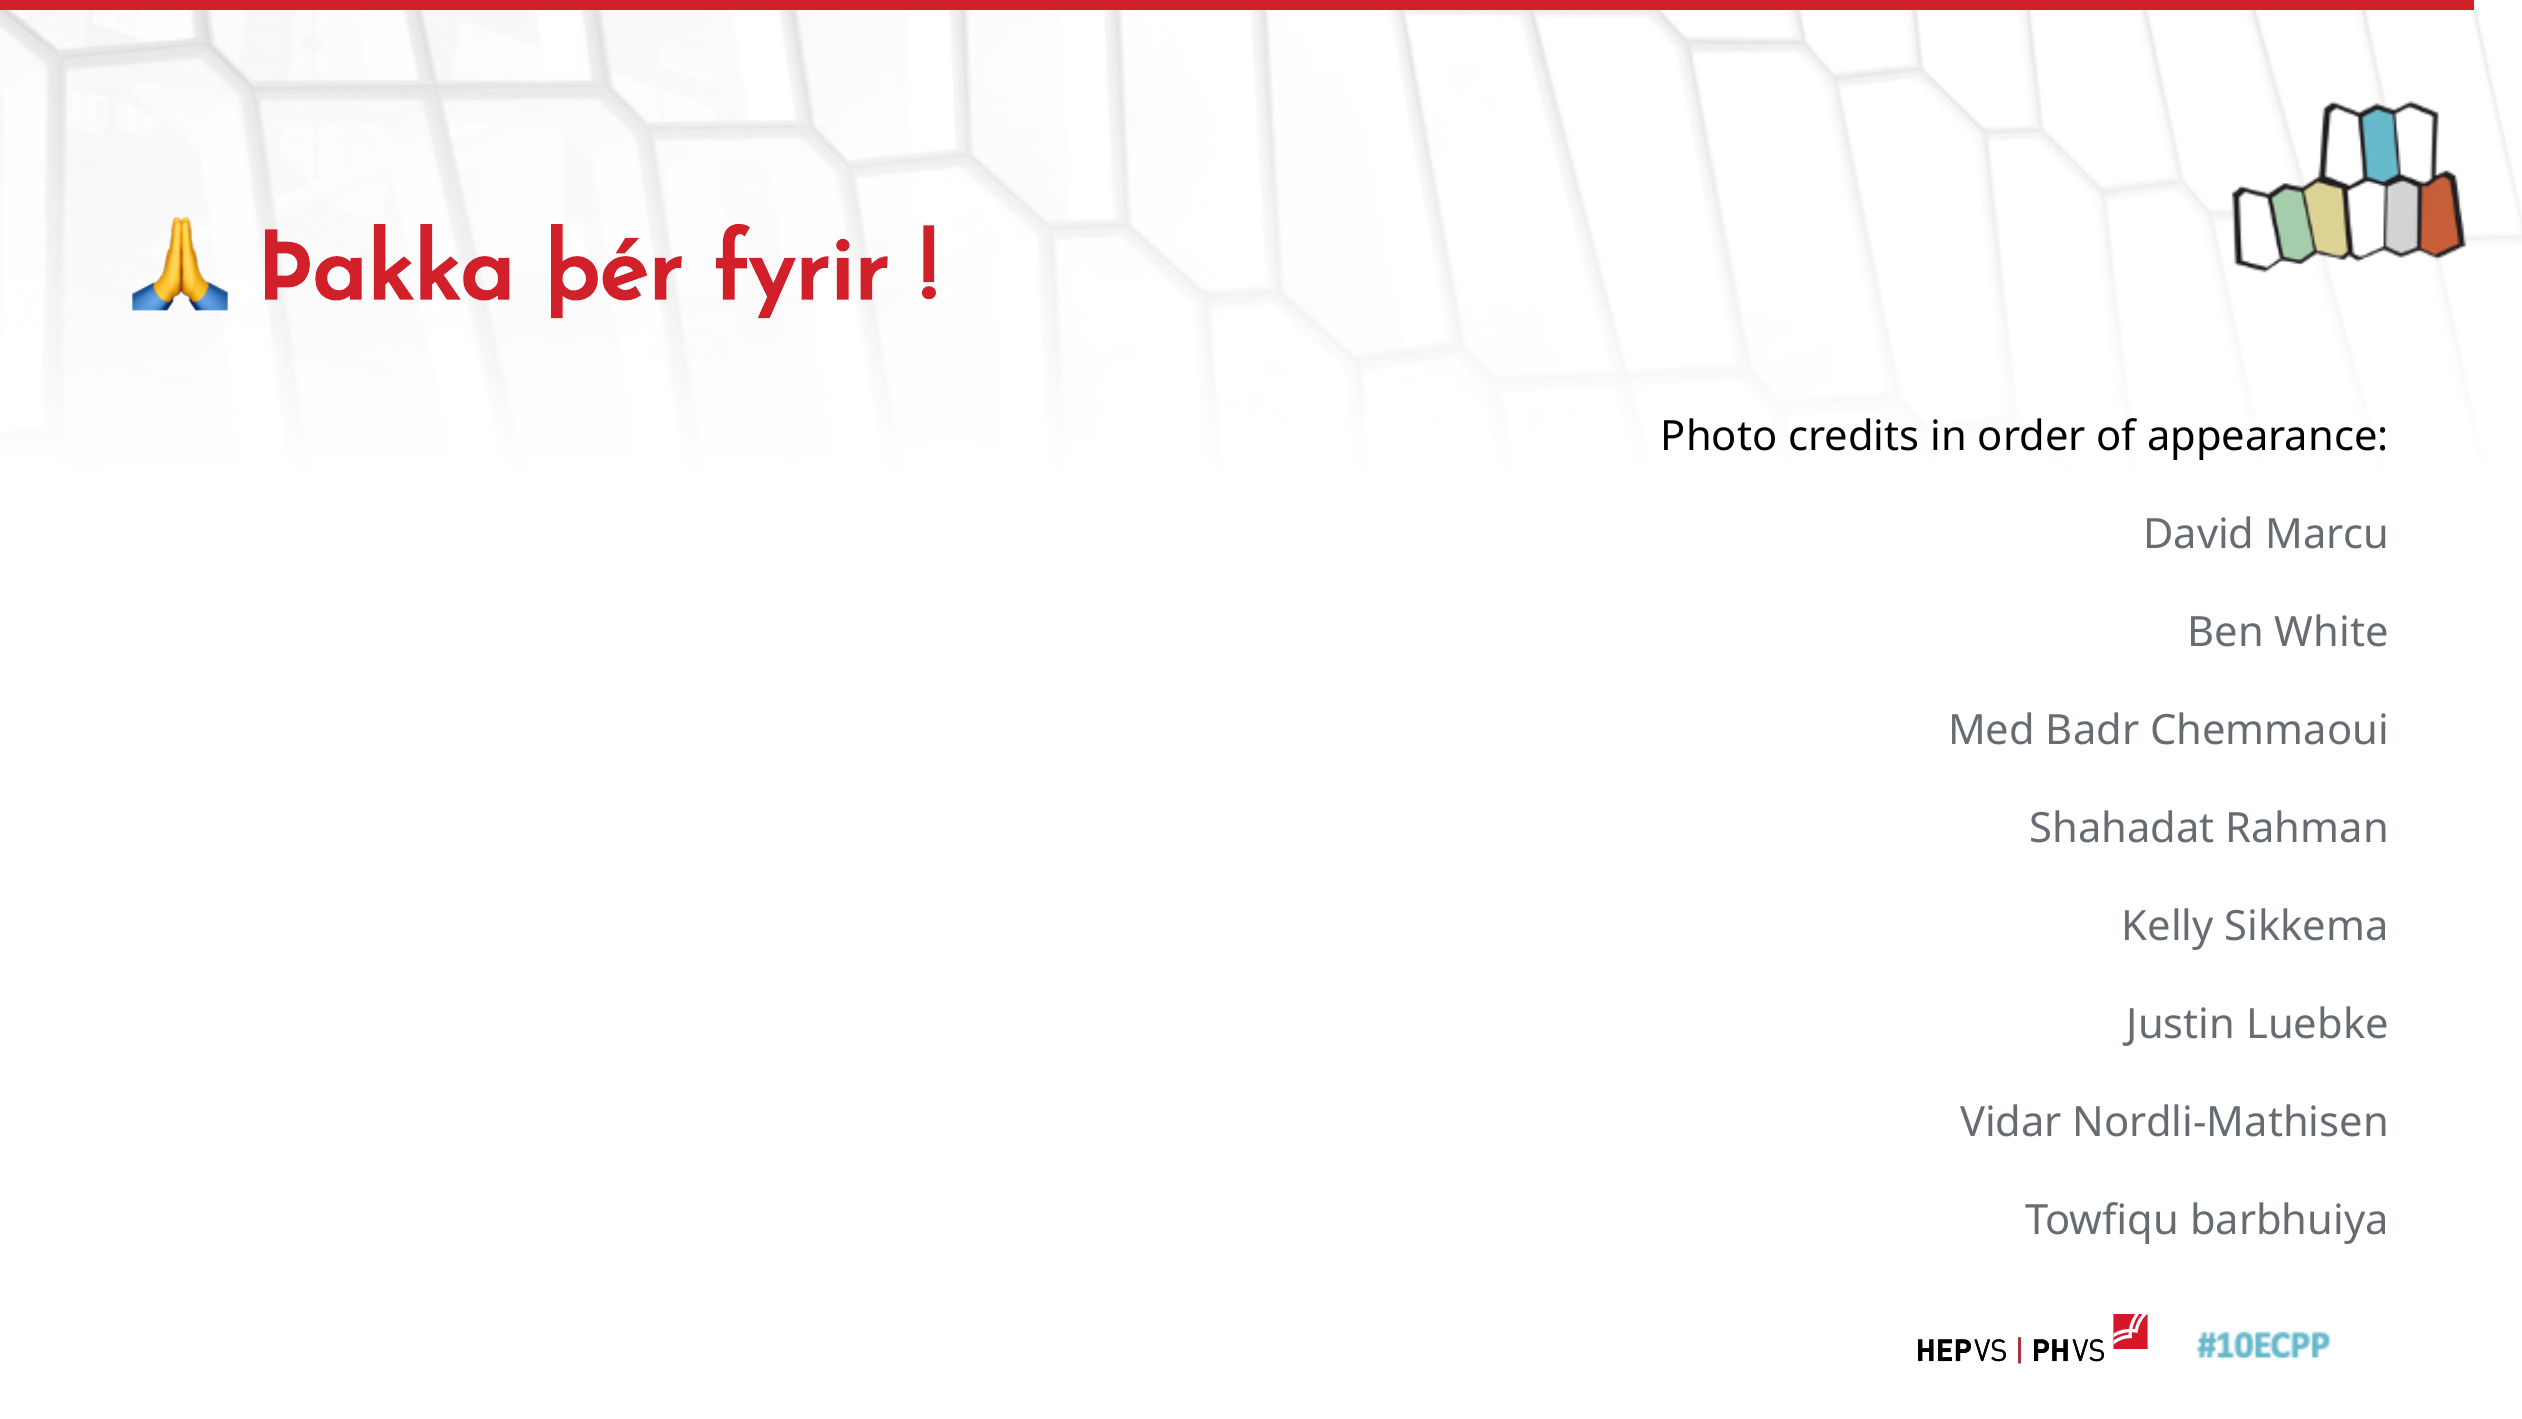 🙏 Þakka þér fyrir !
Photo credits in order of appearance:
David Marcu
Ben White
Med Badr Chemmaoui
Shahadat Rahman
Kelly Sikkema
Justin Luebke
Vidar Nordli-Mathisen
Towfiqu barbhuiya
HEPVS | PHVS
#10ECPP